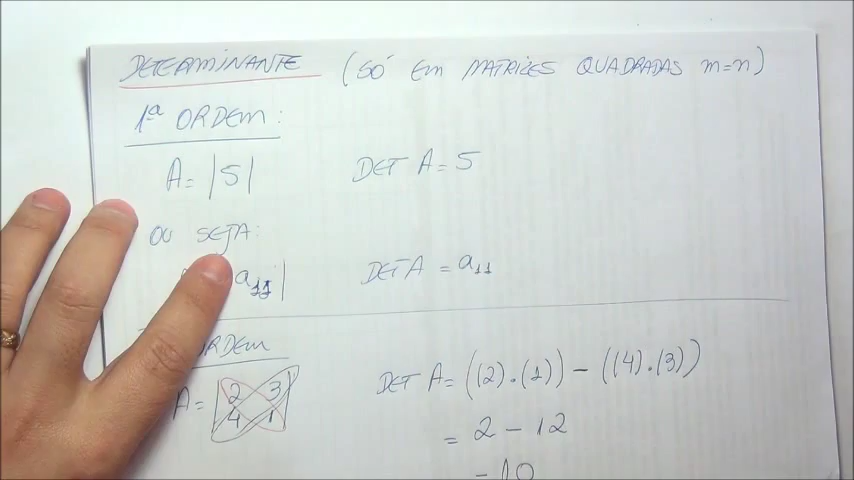 DETERMINANTE (SÓ EM MATRIZES QUADRADAS m=n)
1ª ORDEM:
A= |5| DET A= 5
OU SEJA:
a₁₁| DET A = a₁₁
ORDEM
A= |2 3| DET A= ((2).(1)) - ((4).(3))
|4 1|
= 2 - 12
-10